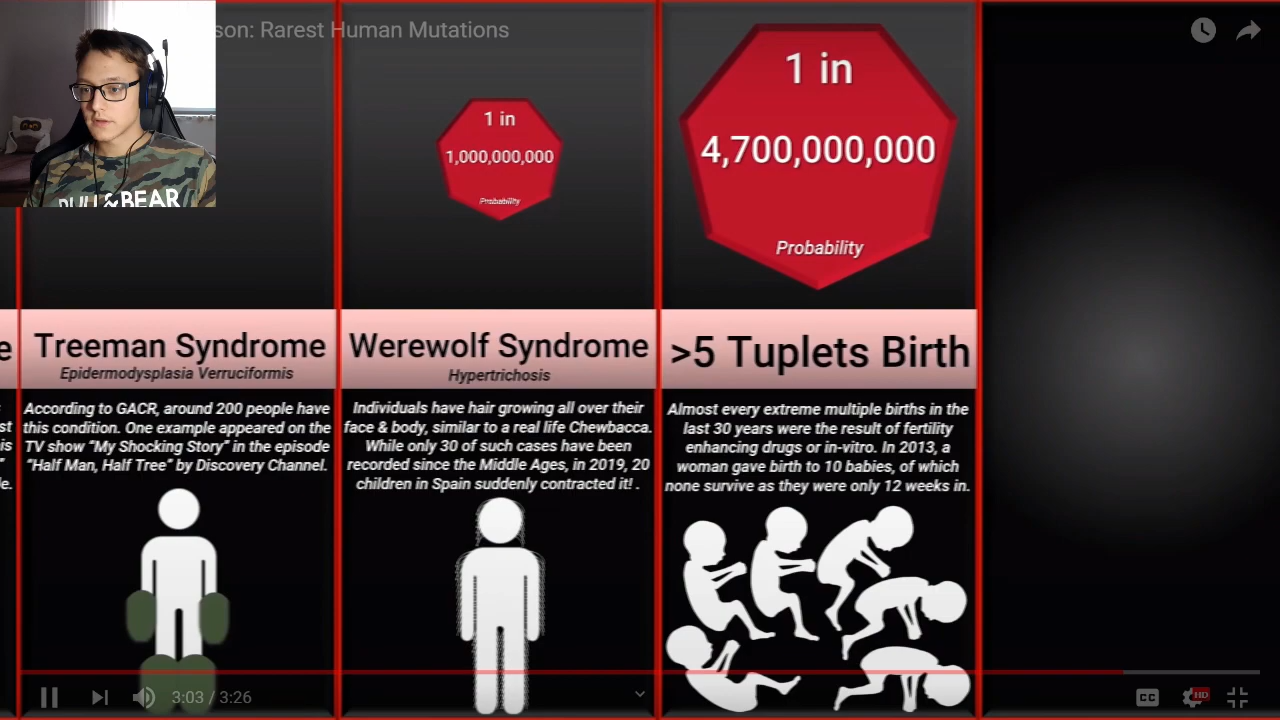 son: Rarest Human Mutations
PULL&BEAR
1 in
1,000,000,000
Probability
1 in
4,700,000,000
Probability
e
Treeman Syndrome
Epidermodysplasia Verruciformis
Werewolf Syndrome
Hypertrichosis
>5 Tuplets Birth
st
is
"
e.
According to GACR, around 200 people have
this condition. One example appeared on the
TV show “My Shocking Story” in the episode
“Half Man, Half Tree” by Discovery Channel.
Individuals have hair growing all over their
face & body, similar to a real life Chewbacca.
While only 30 of such cases have been
recorded since the Middle Ages, in 2019, 20
children in Spain suddenly contracted it! .
Almost every extreme multiple births in the
last 30 years were the result of fertility
enhancing drugs or in-vitro. In 2013, a
woman gave birth to 10 babies, of which
none survive as they were only 12 weeks in.
3:03 / 3:26
CC
HD